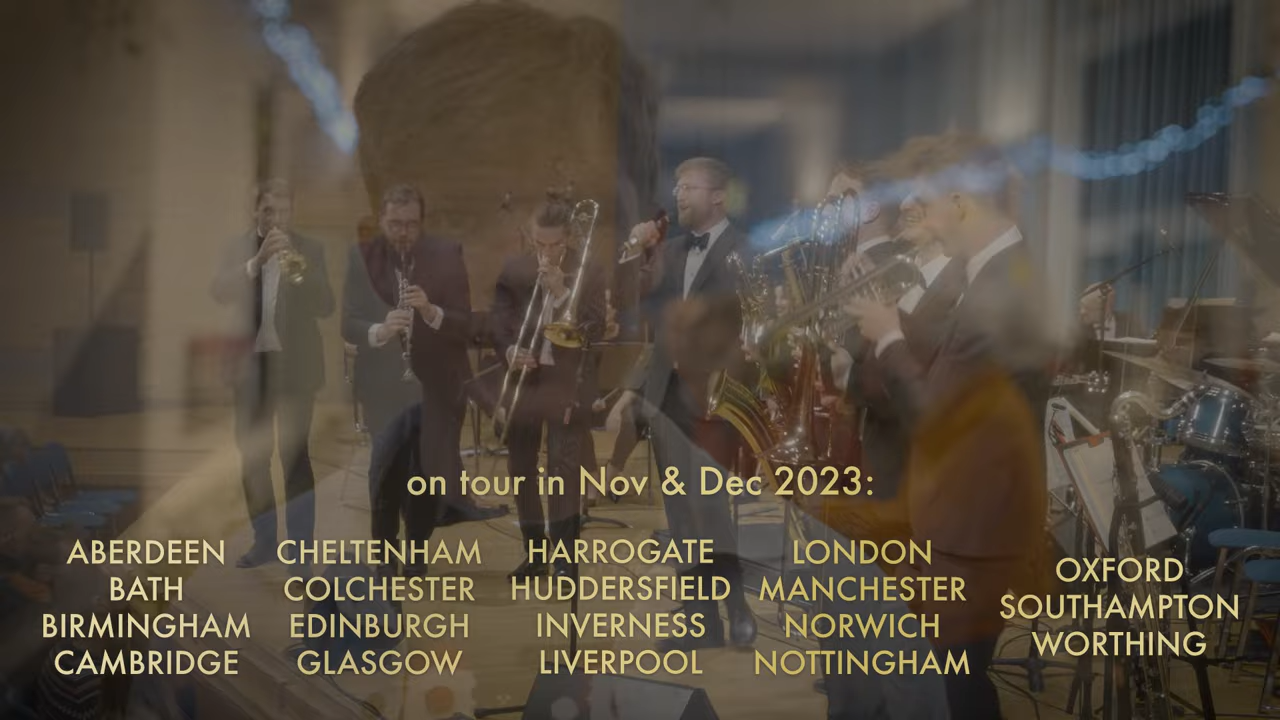 on tour in Nov & Dec 2023:
ABERDEEN
BATH
BIRMINGHAM
CAMBRIDGE
CHELTENHAM
COLCHESTER
EDINBURGH
GLASGOW
HARROGATE
HUDDERSFIELD
INVERNESS
LIVERPOOL
LONDON
MANCHESTER
NORWICH
NOTTINGHAM
OXFORD
SOUTHAMPTON
WORTHING